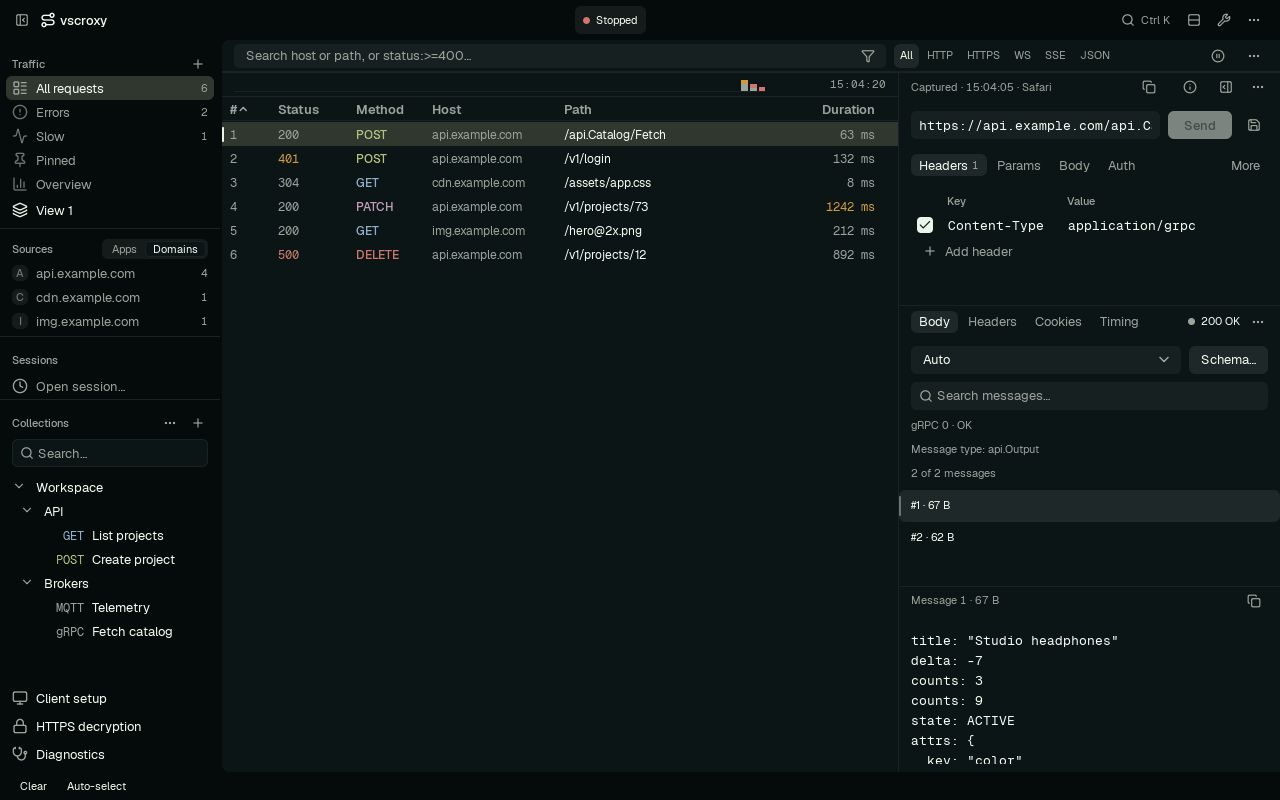 vscroxy
Stopped
Ctrl K
Traffic
All requests 6
Errors 2
Slow 1
Pinned
Overview
View 1
Sources Apps Domains
A api.example.com 4
C cdn.example.com 1
I img.example.com 1
Sessions
Open session...
Collections
Search...
Workspace
API
GET List projects
POST Create project
Brokers
MQTT Telemetry
gRPC Fetch catalog
Client setup
HTTPS decryption
Diagnostics
Clear Auto-select
Search host or path, or status:>=400...
All HTTP HTTPS WS SSE JSON
15:04:20
# Status Method Host Path Duration
1 200 POST api.example.com /api.Catalog/Fetch 63 ms
2 401 POST api.example.com /v1/login 132 ms
3 304 GET cdn.example.com /assets/app.css 8 ms
4 200 PATCH api.example.com /v1/projects/73 1242 ms
5 200 GET img.example.com /hero@2x.png 212 ms
6 500 DELETE api.example.com /v1/projects/12 892 ms
Captured · 15:04:05 · Safari
https://api.example.com/api.C Send
Headers 1 Params Body Auth More
Key Value
Content-Type application/grpc
Add header
Body Headers Cookies Timing 200 OK
Auto Schema...
Search messages...
gRPC 0 · OK
Message type: api.Output
2 of 2 messages
#1 · 67 B
#2 · 62 B
Message 1 · 67 B
title: "Studio headphones"
delta: -7
counts: 3
counts: 9
state: ACTIVE
attrs: {
key: "color"